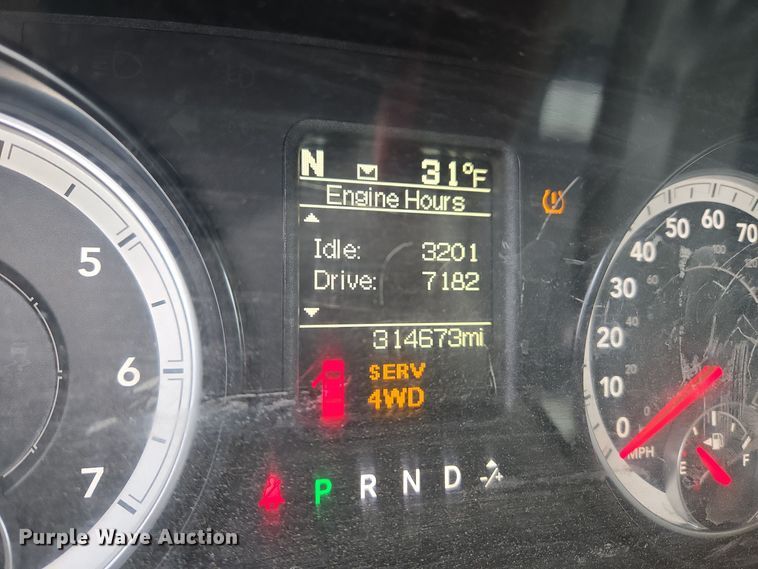 N 31°F
Engine Hours
Idle: 3201
Drive: 7182
314673mi
SERV
4WD
P R N D
5
6
7
0
10
20
30
40
50
60
70
MPH
E F
Purple Wave Auction